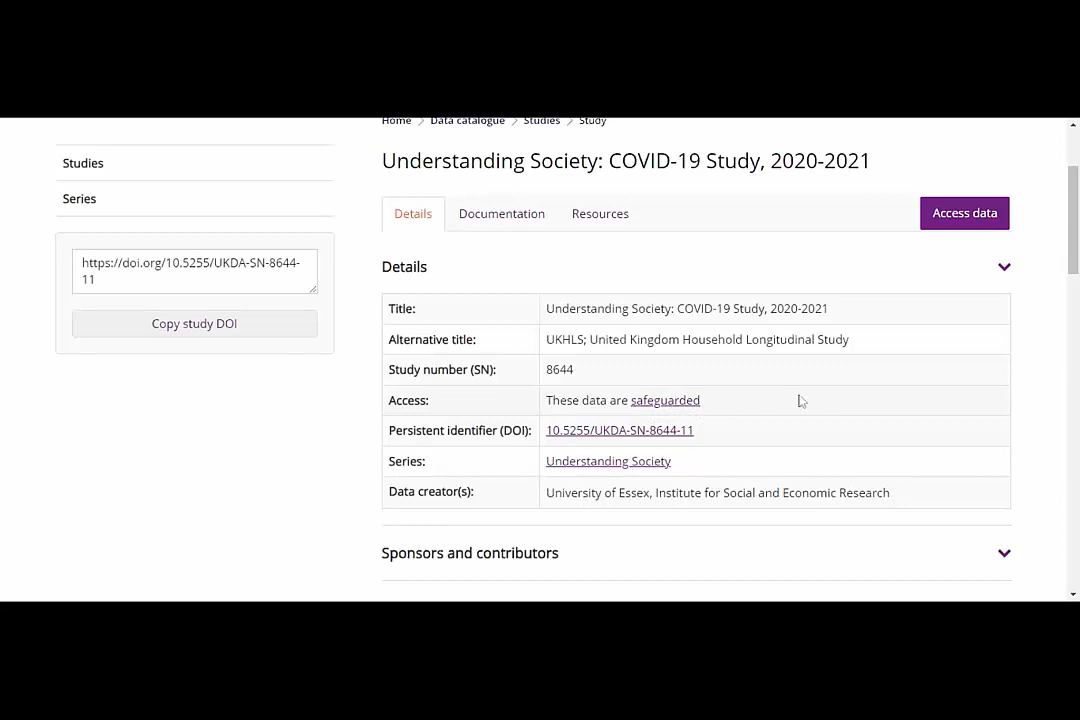 Home > Data catalogue > Studies > Study
Studies
Series
https://doi.org/10.5255/UKDA-SN-8644-
11
Copy study DOI
Understanding Society: COVID-19 Study, 2020-2021
Details Documentation Resources Access data
Details
Title: Understanding Society: COVID-19 Study, 2020-2021
Alternative title: UKHLS; United Kingdom Household Longitudinal Study
Study number (SN): 8644
Access: These data are safeguarded
Persistent identifier (DOI): 10.5255/UKDA-SN-8644-11
Series: Understanding Society
Data creator(s): University of Essex, Institute for Social and Economic Research
Sponsors and contributors